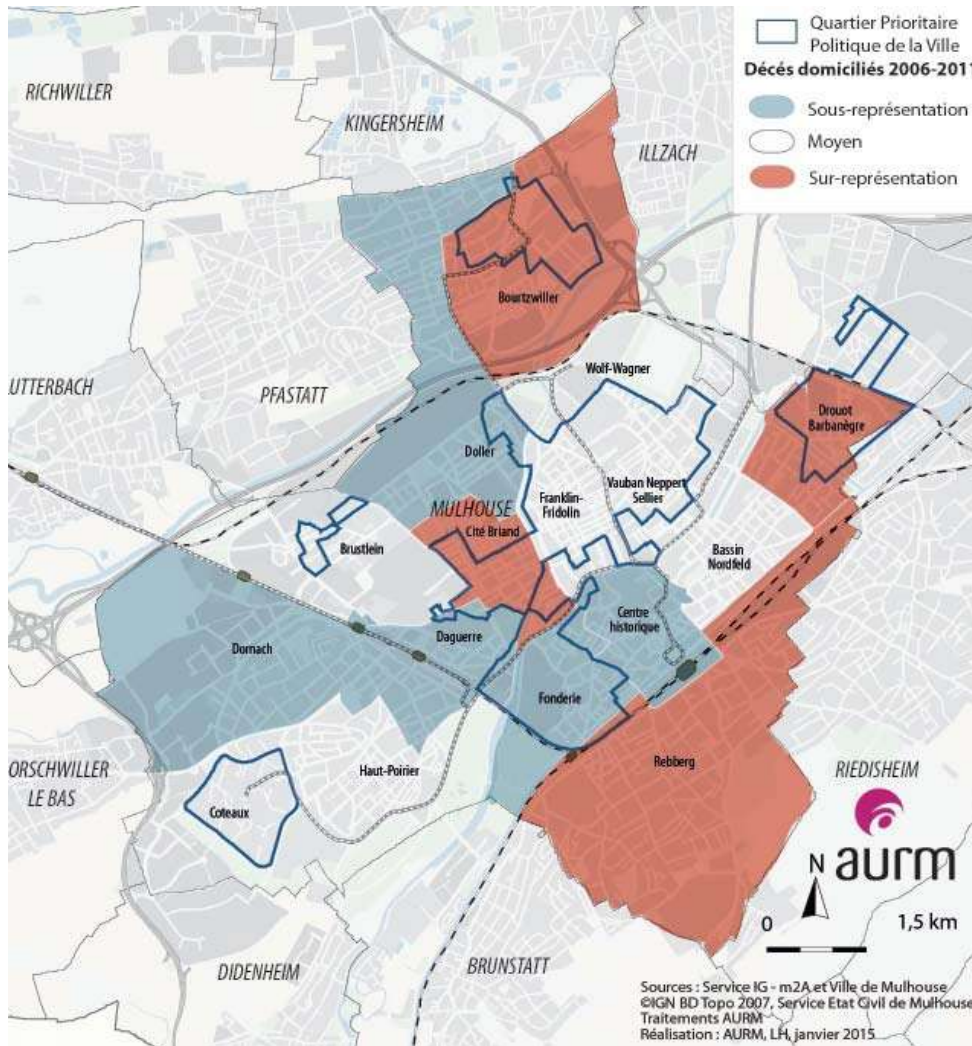 Quartier Prioritaire
Politique de la Ville
Décés domiciliés 2006-2011
Sous-représentation
Moyen
Sur-représentation
RICHWILLER
KINGERSHEIM
ILLZACH
Bourtzwiller
UTTERBACH
PFASTATT
Wolf-Wagner
Drouot
Barbanègre
Doller
Vauban Neppert
Sellier
Franklin-
Fridolin
MULHOUSE
Cité Briand
Brustlein
Bassin
Nordfeld
Centre
historique
Daguerre
Dornach
Fonderie
Haut-Poirier
Rebberg
ORSCHWILLER
LE BAS
Coteaux
RIEDISHEIM
aurm
N
0
1,5 km
DIDENHEIM
BRUNSTATT
Sources : Service IG - m2A et Ville de Mulhouse
©IGN BD Topo 2007, Service Etat Civil de Mulhouse
Traitements AURM
Réalisation : AURM, LH, janvier 2015